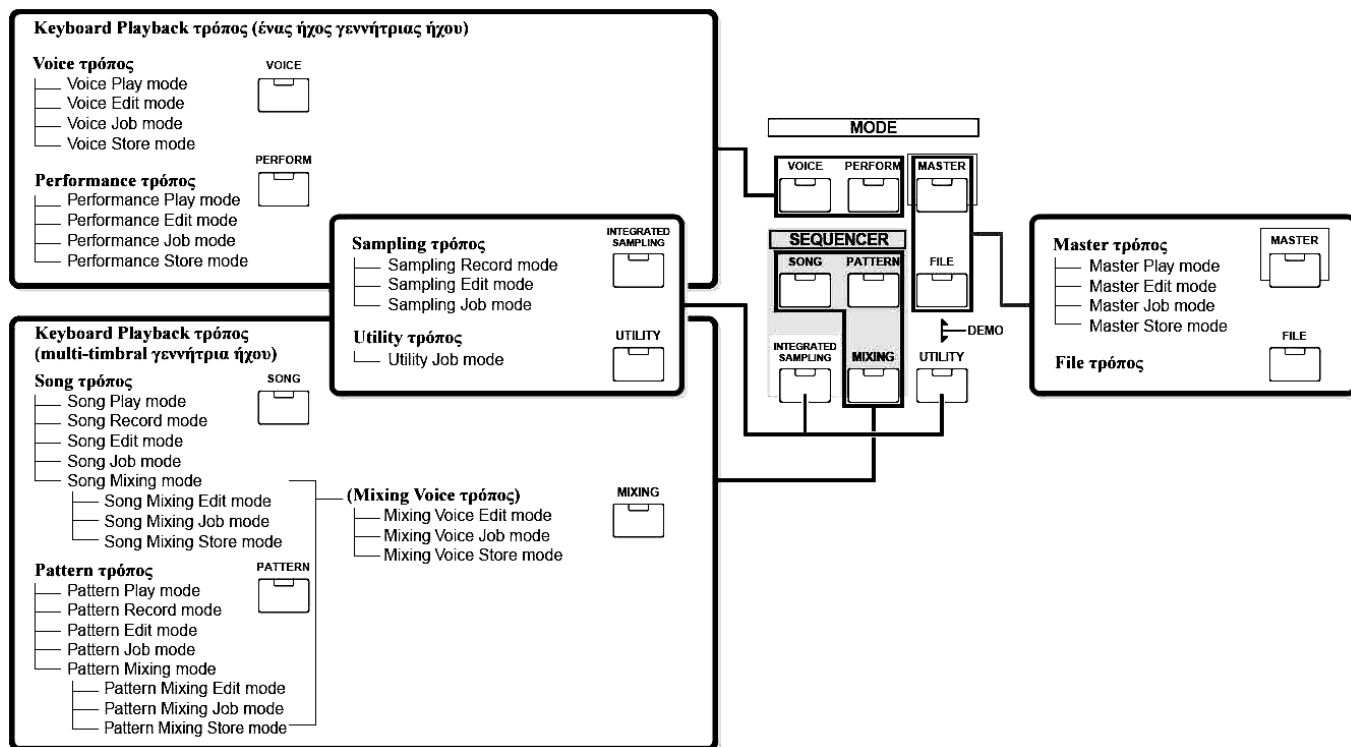 Keyboard Playback τρόπος (ένας ήχος γεννήτριας ήχου)
Voice τρόπος
Voice Play mode
Voice Edit mode
Voice Job mode
Voice Store mode
VOICE
Performance τρόπος
Performance Play mode
Performance Edit mode
Performance Job mode
Performance Store mode
PERFORM
Sampling τρόπος
Sampling Record mode
Sampling Edit mode
Sampling Job mode
INTEGRATED
SAMPLING
Utility τρόπος
Utility Job mode
UTILITY
Keyboard Playback τρόπος
(multi-timbral γεννήτρια ήχου)
Song τρόπος
Song Play mode
Song Record mode
Song Edit mode
Song Job mode
Song Mixing mode
Song Mixing Edit mode
Song Mixing Job mode
Song Mixing Store mode
SONG
Pattern τρόπος
Pattern Play mode
Pattern Record mode
Pattern Edit mode
Pattern Job mode
Pattern Mixing mode
Pattern Mixing Edit mode
Pattern Mixing Job mode
Pattern Mixing Store mode
PATTERN
(Mixing Voice τρόπος)
Mixing Voice Edit mode
Mixing Voice Job mode
Mixing Voice Store mode
MIXING
MODE
VOICE PERFORM MASTER
SEQUENCER
SONG PATTERN FILE
DEMO
INTEGRATED
SAMPLING MIXING UTILITY
Master τρόπος
Master Play mode
Master Edit mode
Master Job mode
Master Store mode
MASTER
File τρόπος
FILE